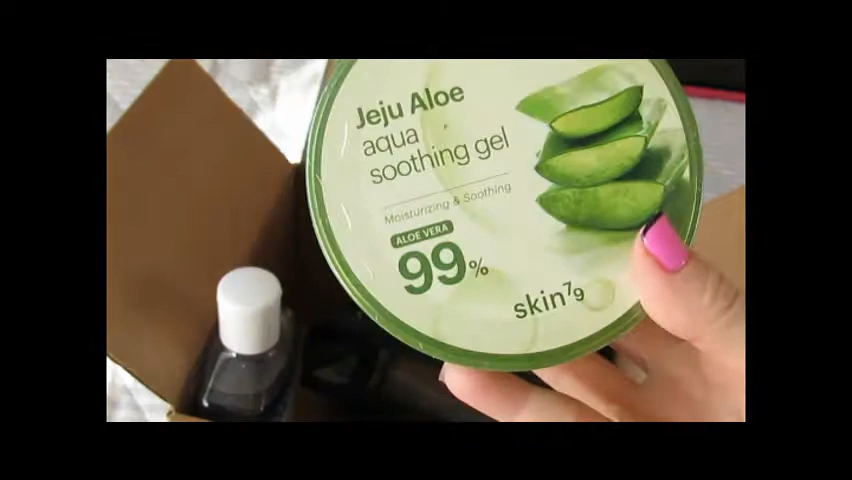 Jeju Aloe
aqua
soothing gel
Moisturizing & Soothing
ALOE VERA
99%
skin79